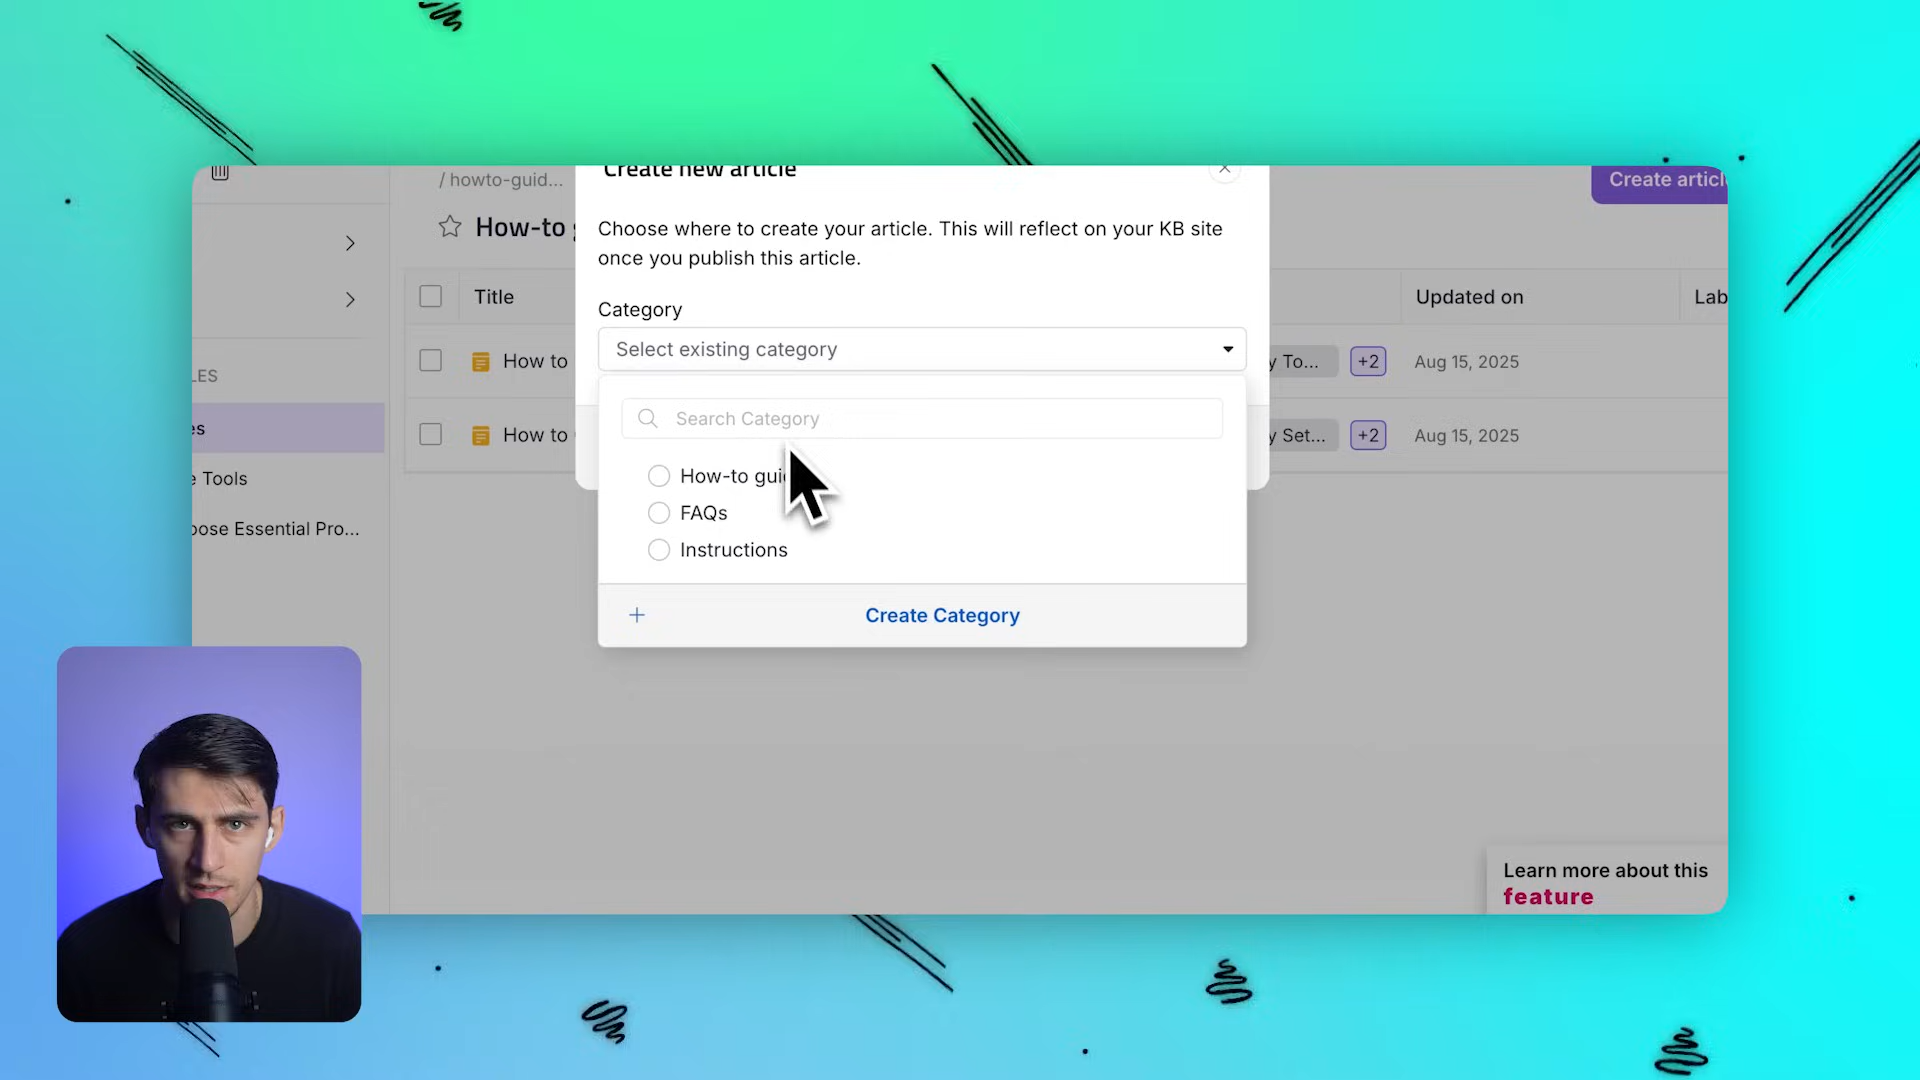 Create new article
/ howto-guid...
Create articl
How-to
Choose where to create your article. This will reflect on your KB site
once you publish this article.
Category
Select existing category
Title
Updated on
Lab
How to
y To...
+2
Aug 15, 2025
How to
y Set...
+2
Aug 15, 2025
LES
es
e Tools
oose Essential Pro...
Search Category
How-to gui
FAQs
Instructions
+ Create Category
Learn more about this
feature